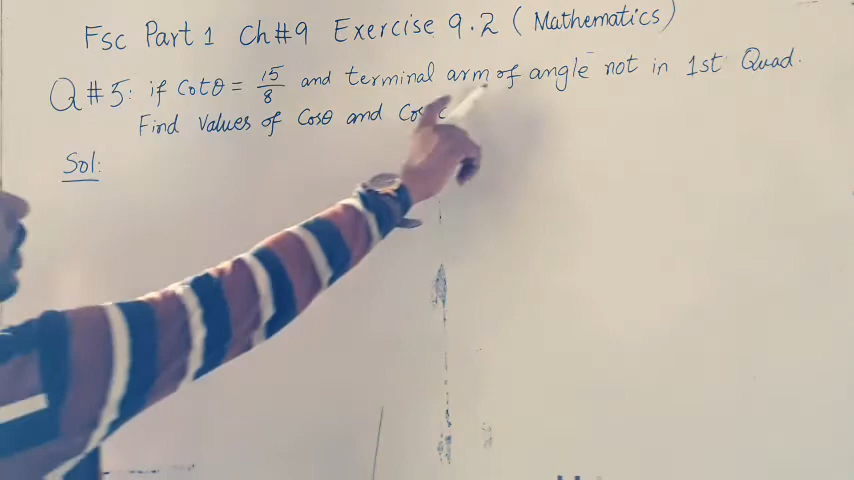 Fsc Part 1 Ch#9 Exercise 9.2 (Mathematics)
Q#5: if Cotθ = 15/8 and terminal arm of angle not in 1st Quad.
Find Values of Cosθ and
Sol: